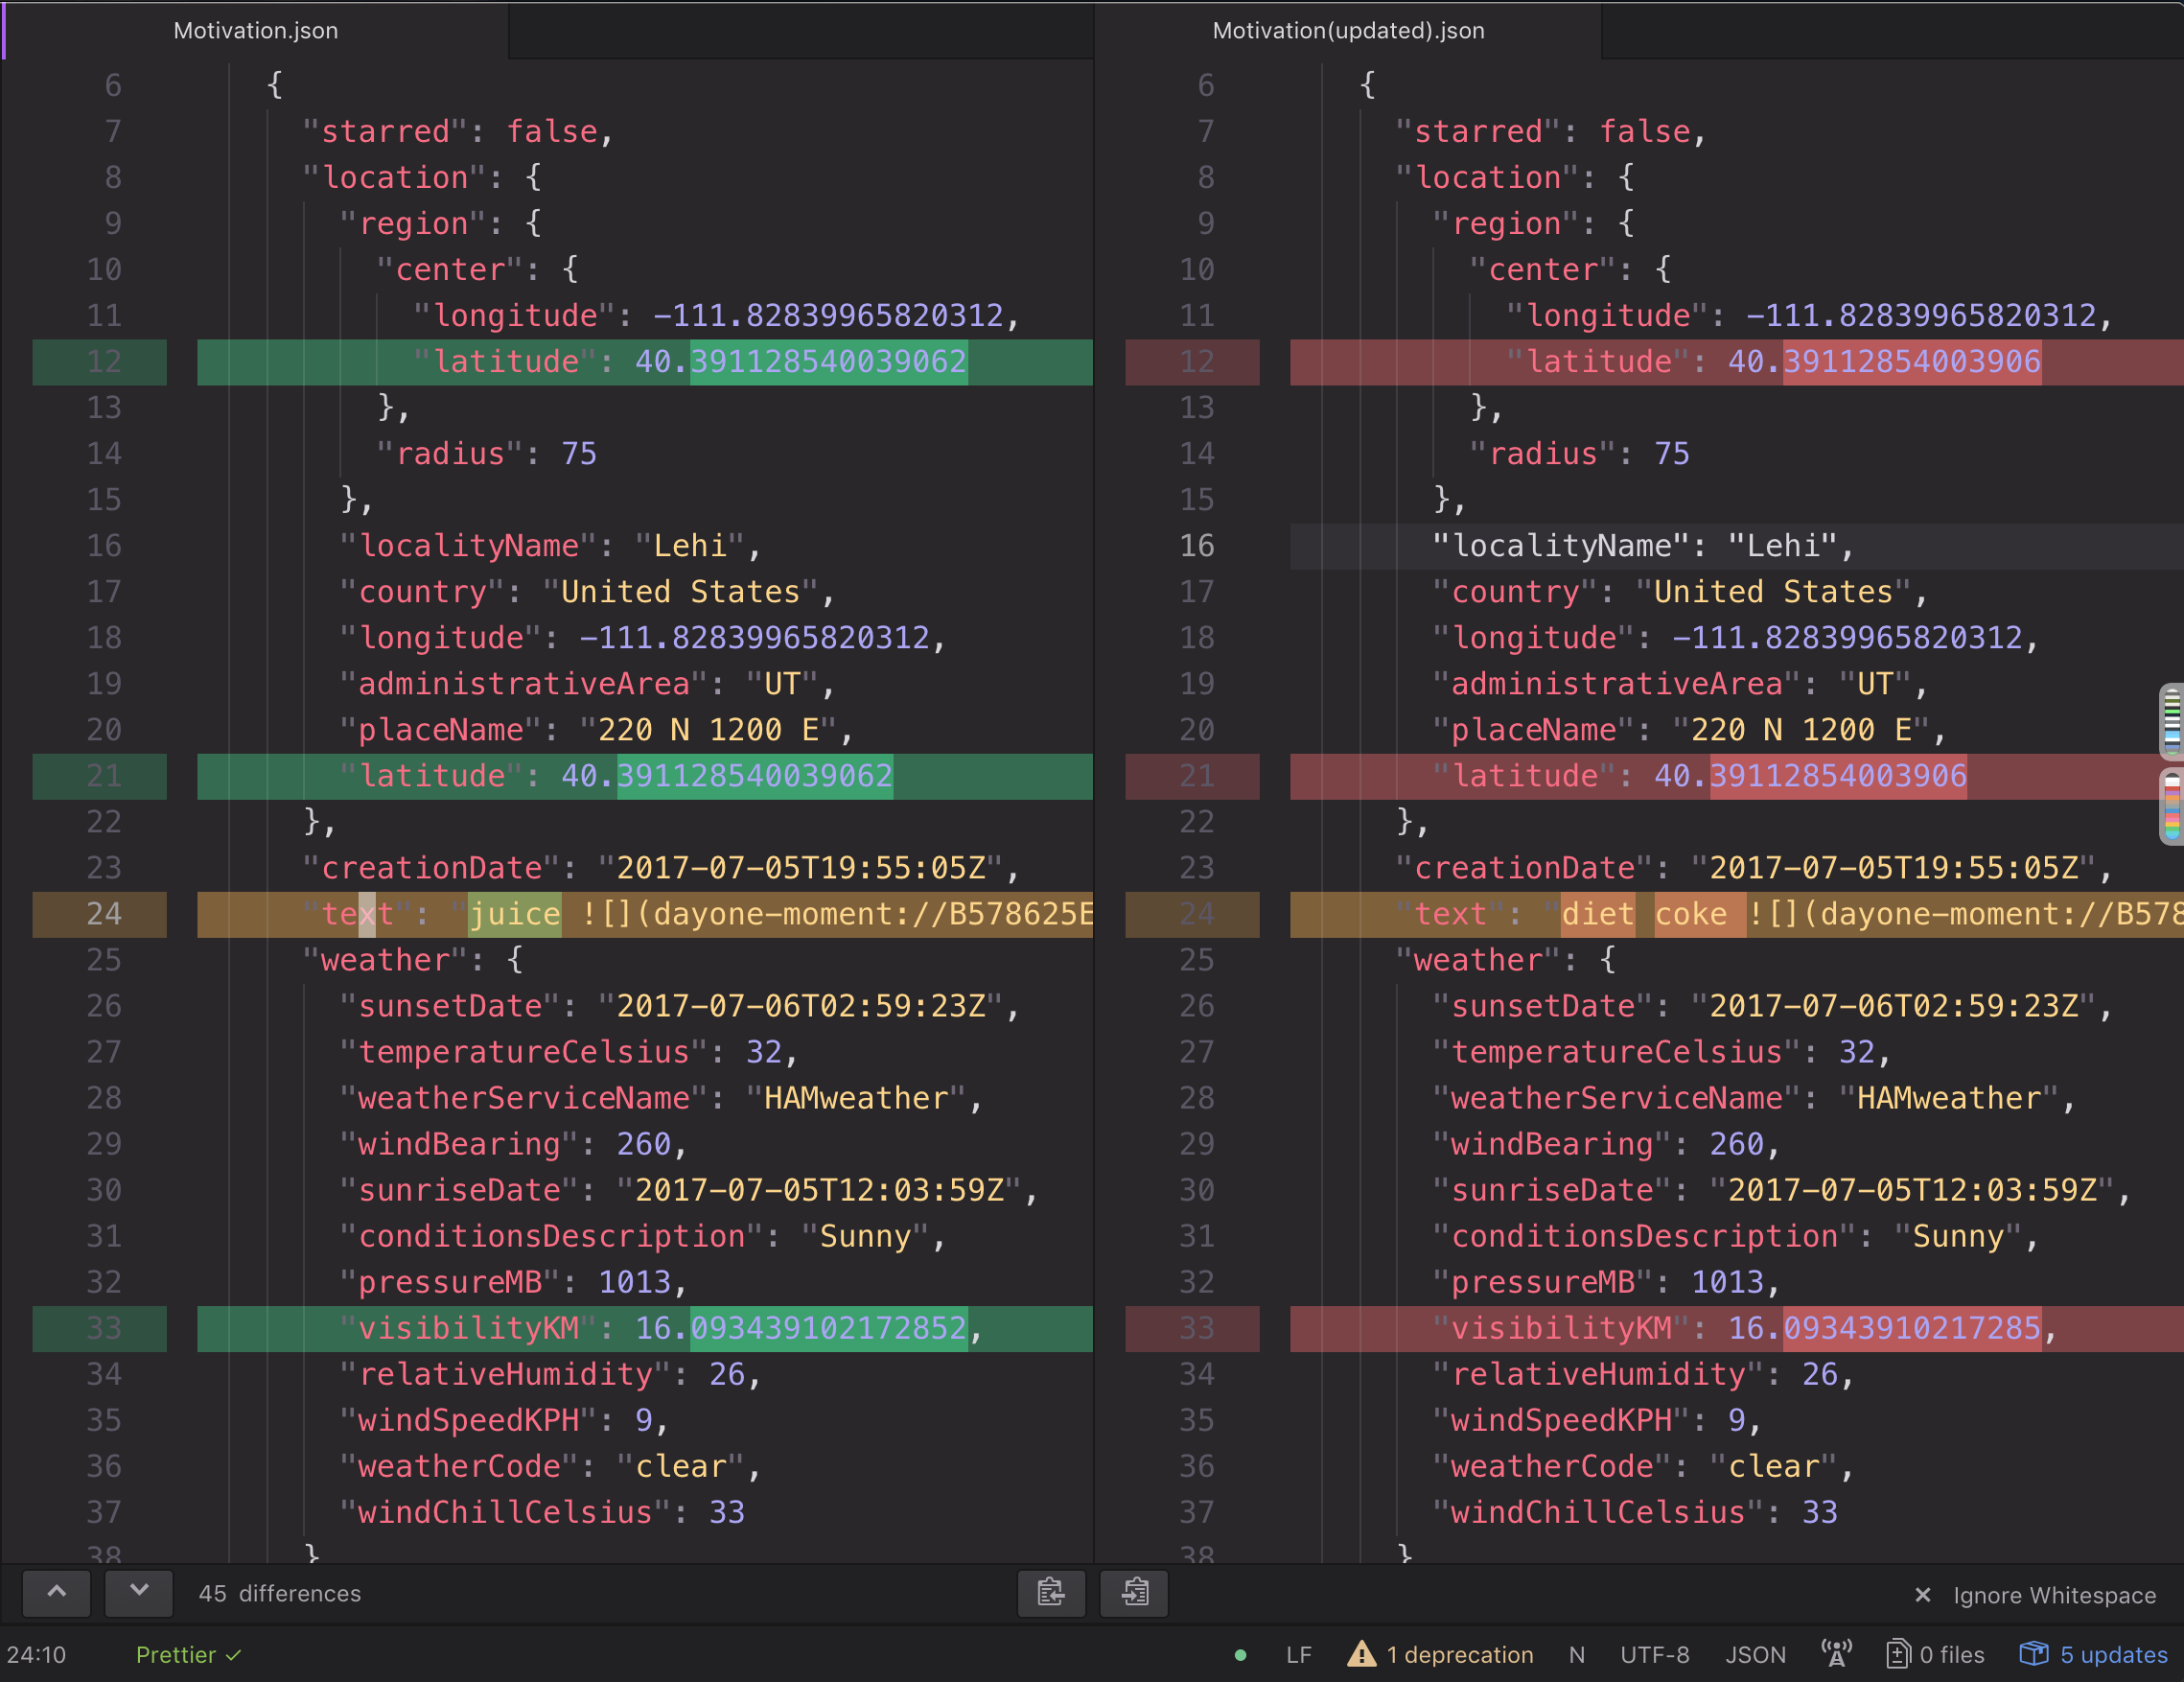 Motivation.json
6 {
7 "starred": false,
8 "location": {
9 "region": {
10 "center": {
11 "longitude": -111.82839965820312,
12 "latitude": 40.391128540039062
13 },
14 "radius": 75
15 },
16 "localityName": "Lehi",
17 "country": "United States",
18 "longitude": -111.82839965820312,
19 "administrativeArea": "UT",
20 "placeName": "220 N 1200 E",
21 "latitude": 40.391128540039062
22 },
23 "creationDate": "2017-07-05T19:55:05Z",
24 "text": "juice ![](dayone-moment://B578625E
25 "weather": {
26 "sunsetDate": "2017-07-06T02:59:23Z",
27 "temperatureCelsius": 32,
28 "weatherServiceName": "HAMweather",
29 "windBearing": 260,
30 "sunriseDate": "2017-07-05T12:03:59Z",
31 "conditionsDescription": "Sunny",
32 "pressureMB": 1013,
33 "visibilityKM": 16.093439102172852,
34 "relativeHumidity": 26,
35 "windSpeedKPH": 9,
36 "weatherCode": "clear",
37 "windChillCelsius": 33
38 }
Motivation(updated).json
6 {
7 "starred": false,
8 "location": {
9 "region": {
10 "center": {
11 "longitude": -111.82839965820312,
12 "latitude": 40.39112854003906
13 },
14 "radius": 75
15 },
16 "localityName": "Lehi",
17 "country": "United States",
18 "longitude": -111.82839965820312,
19 "administrativeArea": "UT",
20 "placeName": "220 N 1200 E",
21 "latitude": 40.39112854003906
22 },
23 "creationDate": "2017-07-05T19:55:05Z",
24 "text": "diet coke ![](dayone-moment://B578
25 "weather": {
26 "sunsetDate": "2017-07-06T02:59:23Z",
27 "temperatureCelsius": 32,
28 "weatherServiceName": "HAMweather",
29 "windBearing": 260,
30 "sunriseDate": "2017-07-05T12:03:59Z",
31 "conditionsDescription": "Sunny",
32 "pressureMB": 1013,
33 "visibilityKM": 16.09343910217285,
34 "relativeHumidity": 26,
35 "windSpeedKPH": 9,
36 "weatherCode": "clear",
37 "windChillCelsius": 33
38 }
45 differences
× Ignore Whitespace
24:10 Prettier ✓ LF 1 deprecation N UTF-8 JSON 0 files 5 updates